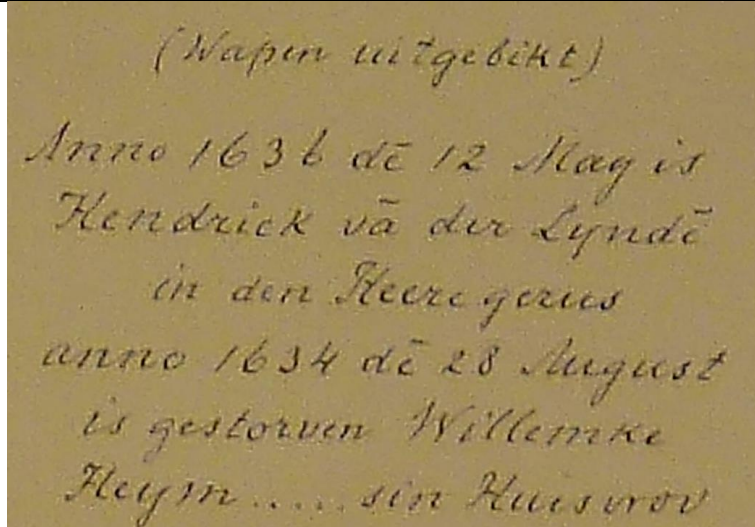 (Wapen uitgebikt)
Anno 1636 dē 12 May is
Hendrick vā der Lyndē
in den Heere gerus
anno 1634 dē 28 August
is gestorven Willemke
Heym..... sin Huisvrov